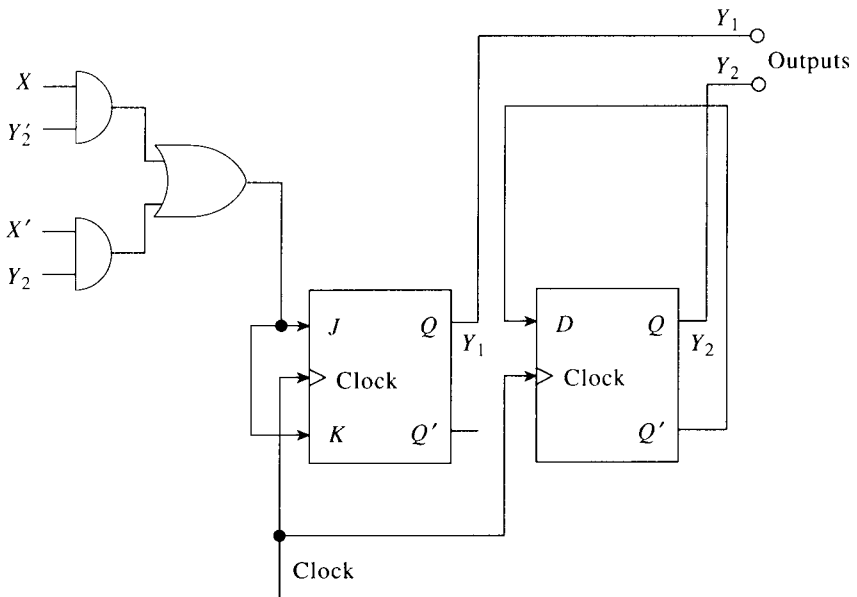 Y₁
Y₂ Outputs
X
Y₂′
X′
Y₂
J Q
Y₁
Clock
K Q′
D Q
Y₂
Clock
Q′
Clock